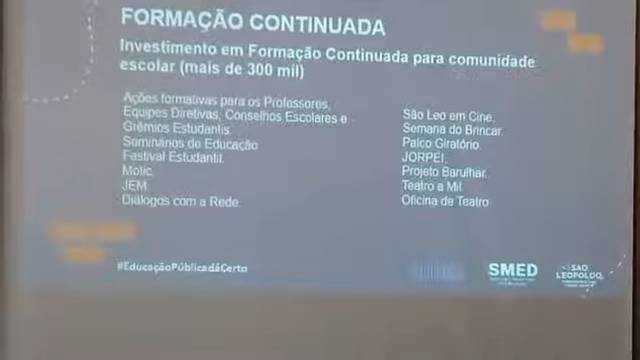 FORMAÇÃO CONTINUADA
Investimento em Formação Continuada para comunidade
escolar (mais de 300 mil)
Ações formativas para os Professores,
Equipes Diretivas, Conselhos Escolares e
Grêmios Estudantis.
Seminários de Educação
Festival Estudantil.
Motic.
JEM
Diálogos com a Rede
São Leo em Cine.
Semana do Brincar.
Palco Giratório.
JORPEI.
Projeto Barulhar.
Teatro a Mil
Oficina de Teatro
#EducaçãoPúblicadáCerto
SMED
SÃO
LEOPOLDO